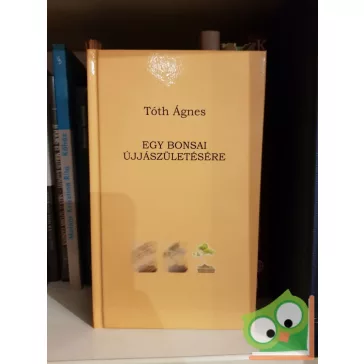 Tóth Ágnes
EGY BONSAI
ÚJJÁSZÜLETÉSÉRE